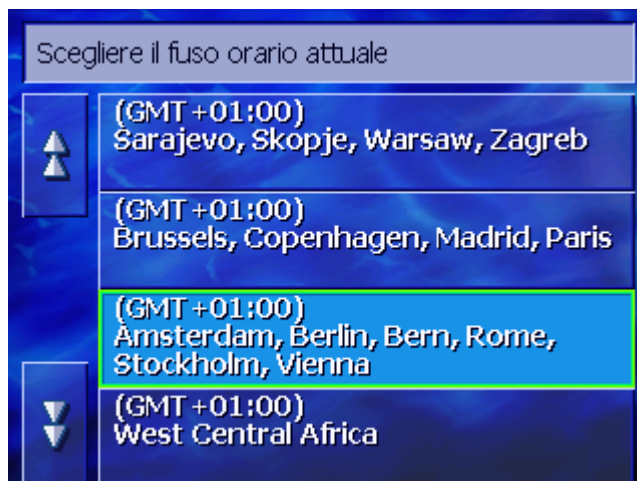 Scegliere il fuso orario attuale
(GMT+01:00)
Sarajevo, Skopje, Warsaw, Zagreb
(GMT+01:00)
Brussels, Copenhagen, Madrid, Paris
(GMT+01:00)
Amsterdam, Berlin, Bern, Rome,
Stockholm, Vienna
(GMT+01:00)
West Central Africa